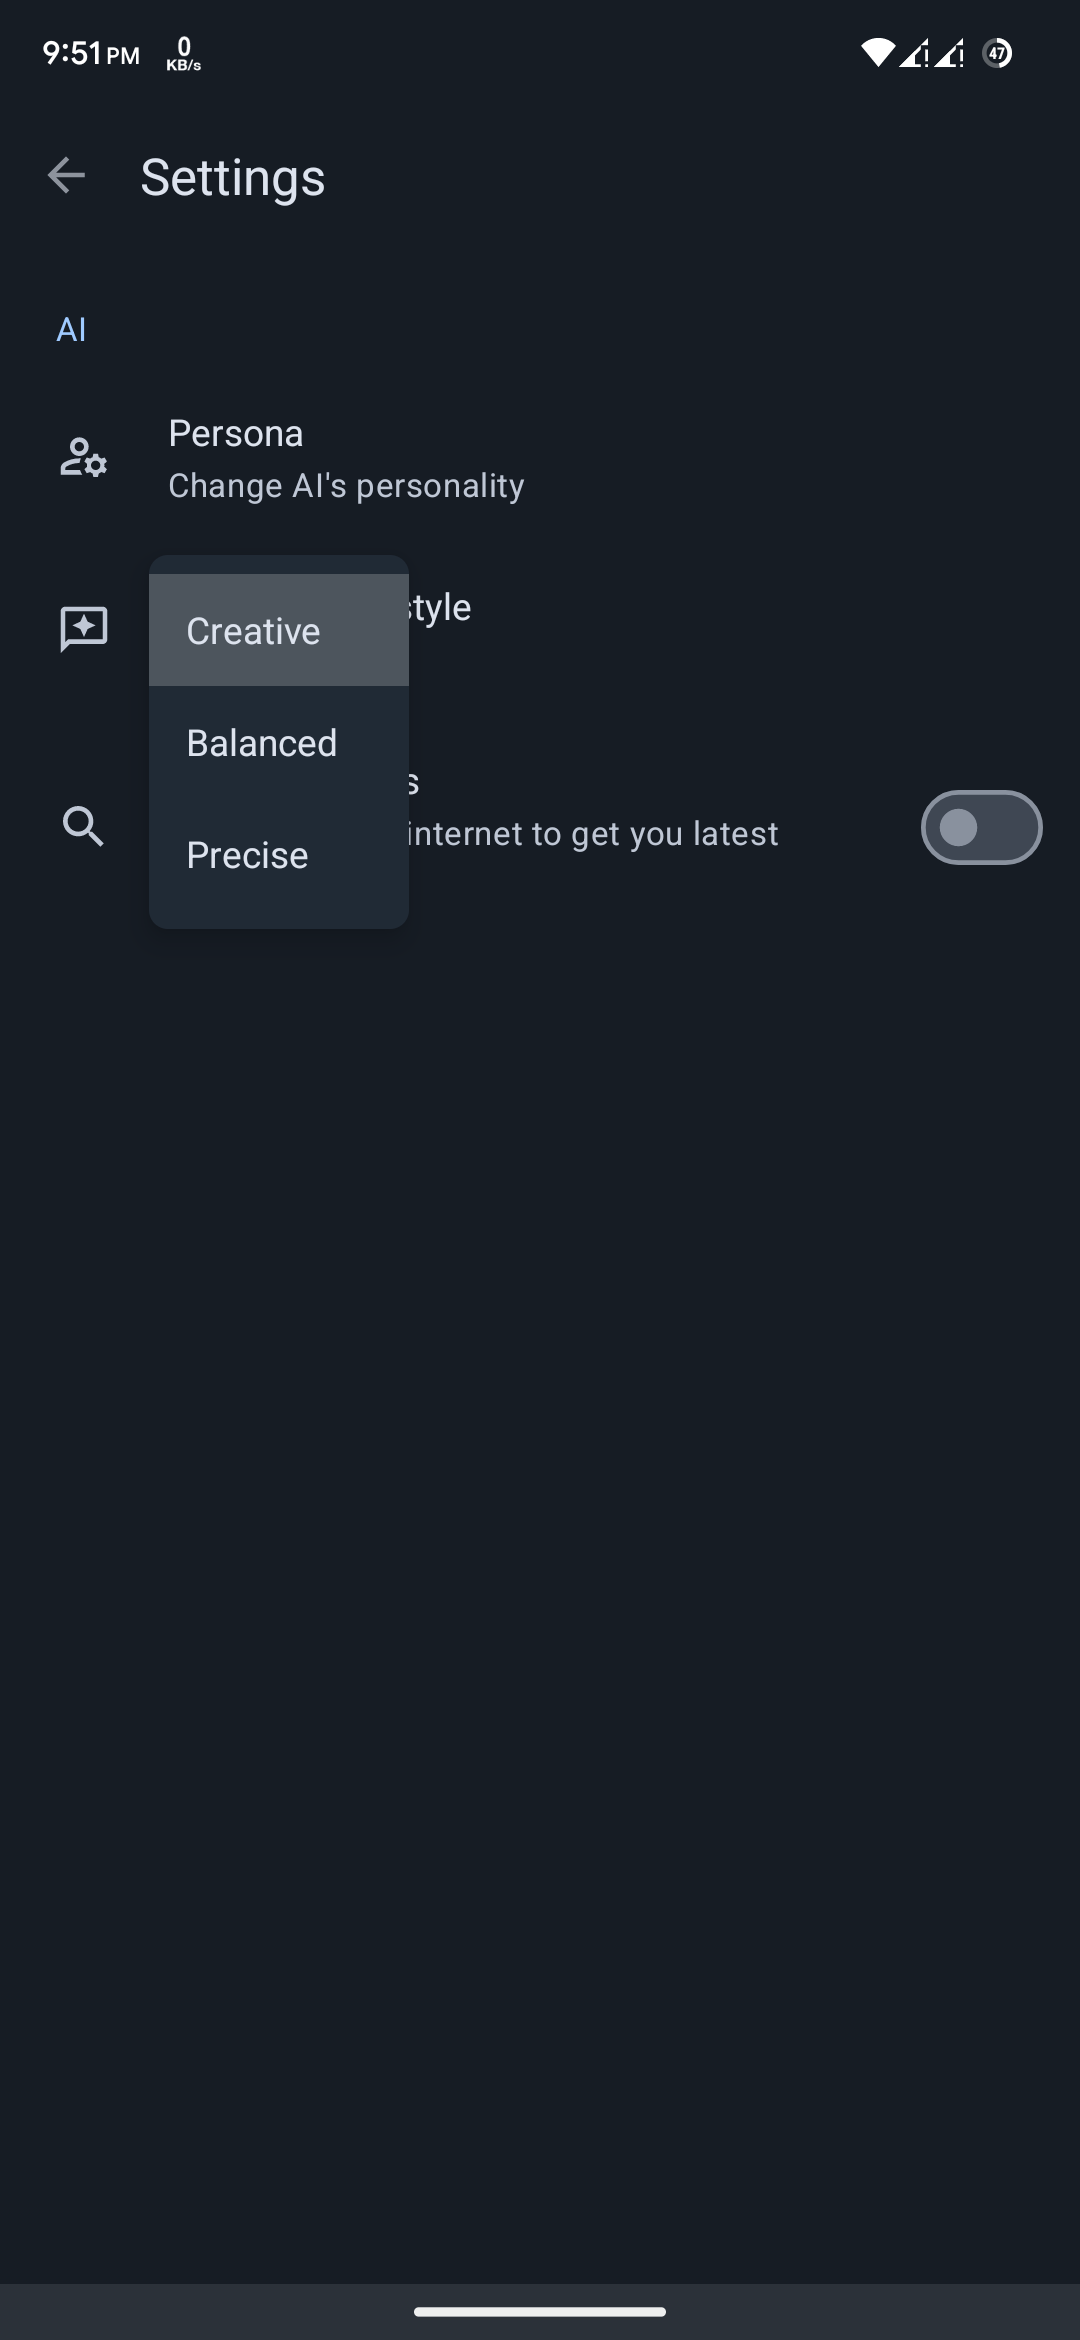 9:51 PM 0 KB/s 47
Settings
AI
Persona
Change AI's personality
style
Creative
Balanced
internet to get you latest
Precise